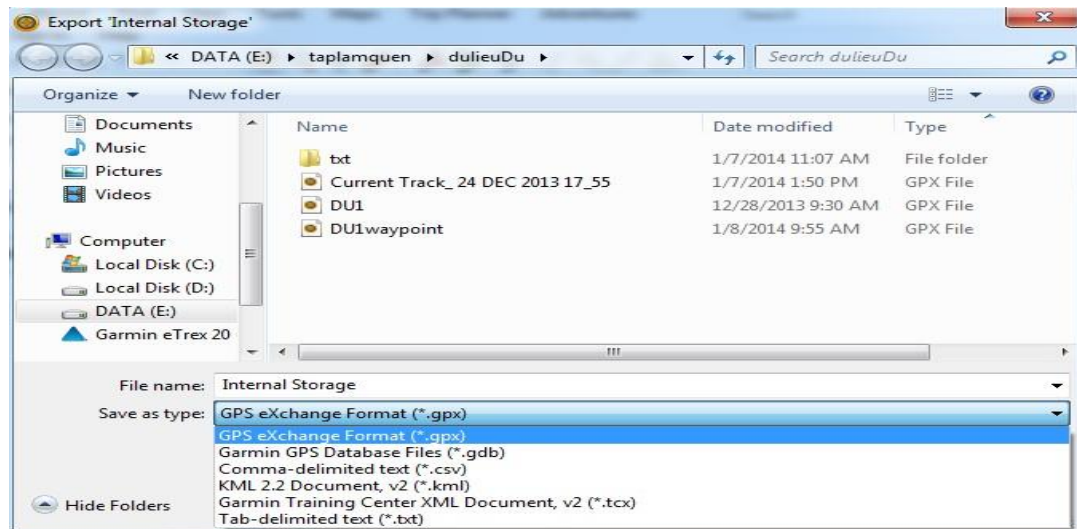 Export 'Internal Storage'
« DATA (E:) ▸ taplamquen ▸ dulieuDu ▸ Search dulieuDu
Organize ▾ New folder
Documents
Music
Pictures
Videos
Computer
Local Disk (C:)
Local Disk (D:)
DATA (E:)
Garmin eTrex 20
Name Date modified Type
txt 1/7/2014 11:07 AM File folder
Current Track_ 24 DEC 2013 17_55 1/7/2014 1:50 PM GPX File
DU1 12/28/2013 9:30 AM GPX File
DU1waypoint 1/8/2014 9:55 AM GPX File
File name: Internal Storage
Save as type: GPS eXchange Format (*.gpx)
GPS eXchange Format (*.gpx)
Garmin GPS Database Files (*.gdb)
Comma-delimited text (*.csv)
KML 2.2 Document, v2 (*.kml)
Garmin Training Center XML Document, v2 (*.tcx)
Tab-delimited text (*.txt)
Hide Folders